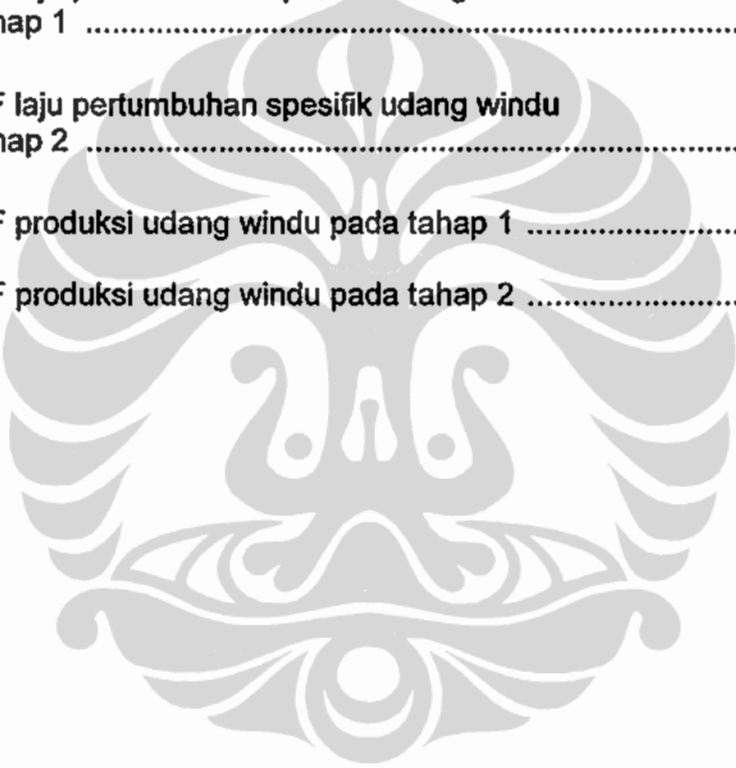 hap 1 ..........................................................................
F laju pertumbuhan spesifik udang windu
hap 2 ..........................................................................
F produksi udang windu pada tahap 1 ........................
F produksi udang windu pada tahap 2 ........................